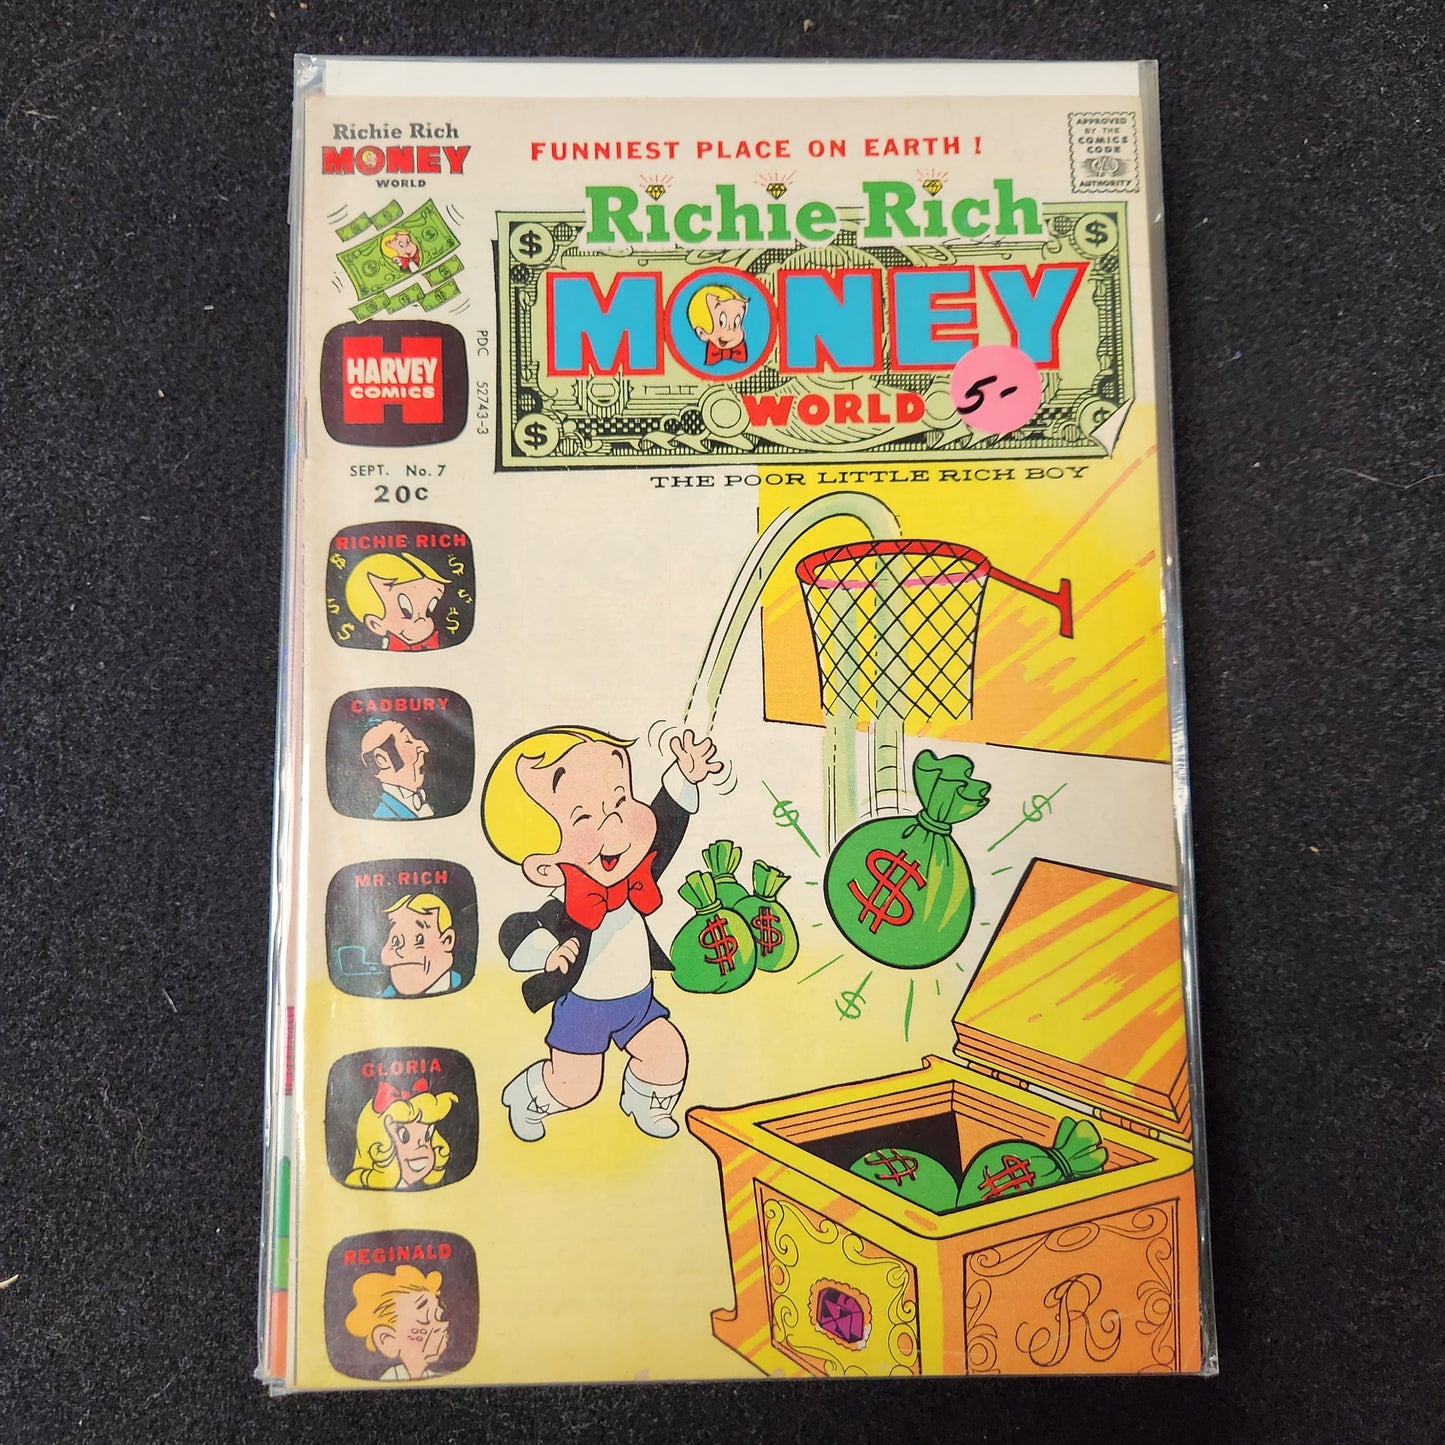 Richie Rich
MONEY
WORLD
FUNNIEST PLACE ON EARTH!
APPROVED
BY THE
COMICS
CODE
AUTHORITY
Richie Rich
MONEY
WORLD
5-
THE POOR LITTLE RICH BOY
HARVEY
COMICS
PDC 52743-3
SEPT. No. 7
20c
RICHIE RICH
CADBURY
MR. RICH
GLORIA
REGINALD
$
$
$
$
$
$
$
$
$
$
R